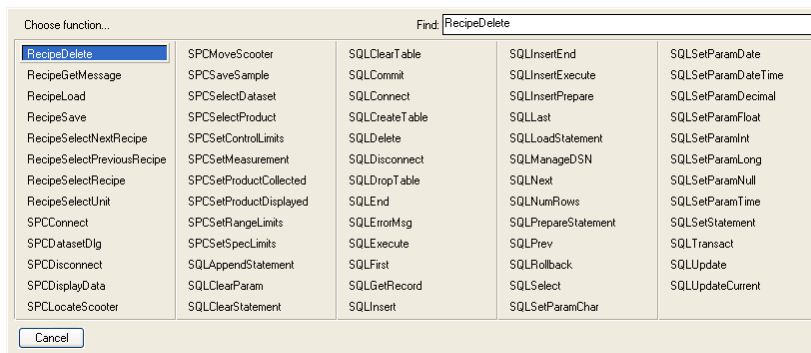 Choose function...
Find: RecipeDelete
RecipeDelete
RecipeGetMessage
RecipeLoad
RecipeSave
RecipeSelectNextRecipe
RecipeSelectPreviousRecipe
RecipeSelectRecipe
RecipeSelectUnit
SPCConnect
SPCDatasetDlg
SPCDisconnect
SPCDisplayData
SPCLocateScooter
SPCMoveScooter
SPCSaveSample
SPCSelectDataset
SPCSelectProduct
SPCSetControlLimits
SPCSetMeasurement
SPCSetProductCollected
SPCSetProductDisplayed
SPCSetRangeLimits
SPCSetSpecLimits
SQLAppendStatement
SQLClearParam
SQLClearStatement
SQLClearTable
SQLCommit
SQLConnect
SQLCreateTable
SQLDelete
SQLDisconnect
SQLDropTable
SQLEnd
SQLErrorMsg
SQLExecute
SQLFirst
SQLGetRecord
SQLInsert
SQLInsertEnd
SQLInsertExecute
SQLInsertPrepare
SQLLast
SQLLoadStatement
SQLManageDSN
SQLNext
SQLNumRows
SQLPrepareStatement
SQLPrev
SQLRollback
SQLSelect
SQLSetParamChar
SQLSetParamDate
SQLSetParamDateTime
SQLSetParamDecimal
SQLSetParamFloat
SQLSetParamInt
SQLSetParamLong
SQLSetParamNull
SQLSetParamTime
SQLSetStatement
SQLTransact
SQLUpdate
SQLUpdateCurrent
Cancel